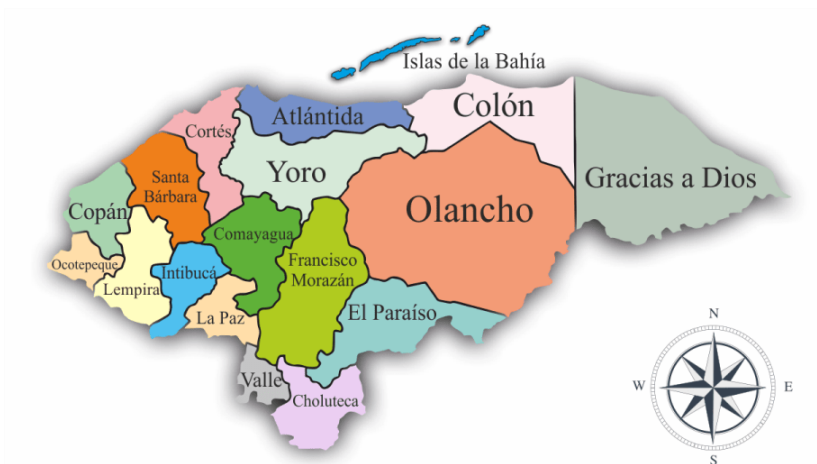 Islas de la Bahía
Atlántida
Colón
Cortés
Yoro
Santa
Bárbara
Gracias a Dios
Copán
Olancho
Comayagua
Ocotepeque
Lempira
Intibucá
Francisco
Morazán
La Paz
El Paraíso
Valle
Choluteca
N
W
E
S